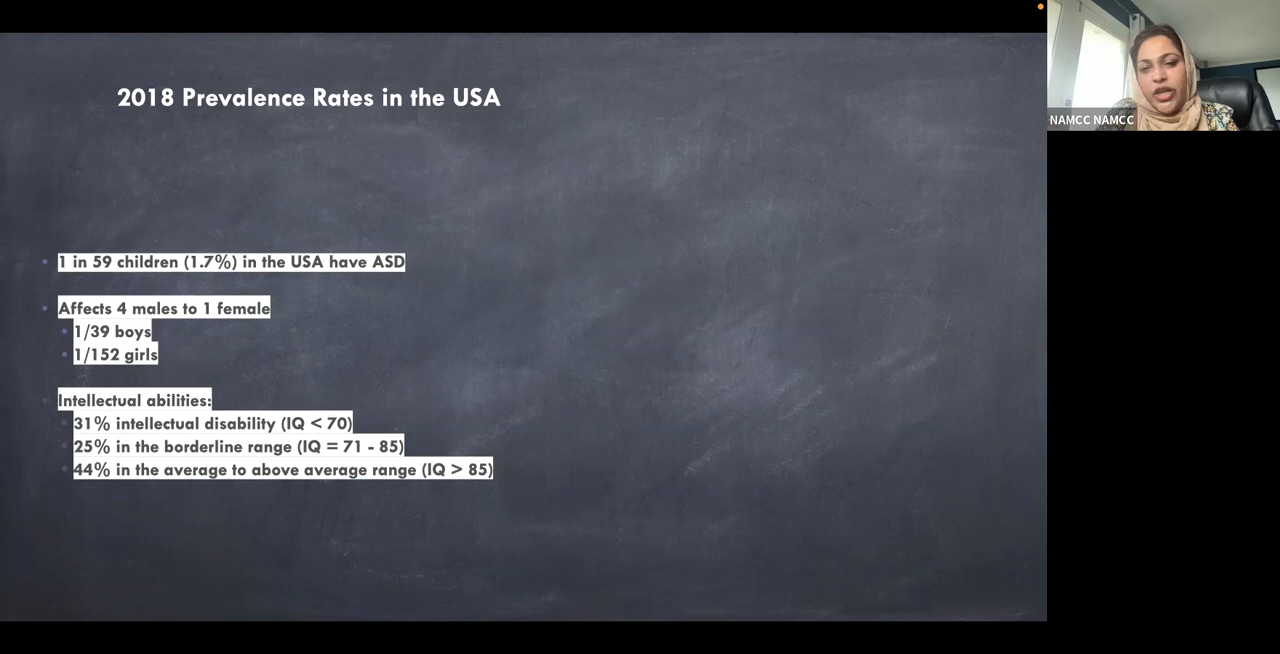 2018 Prevalence Rates in the USA
NAMCC NAMCC
1 in 59 children (1.7%) in the USA have ASD
Affects 4 males to 1 female
1/39 boys
1/152 girls
Intellectual abilities:
31% intellectual disability (IQ < 70)
25% in the borderline range (IQ = 71 - 85)
44% in the average to above average range (IQ > 85)